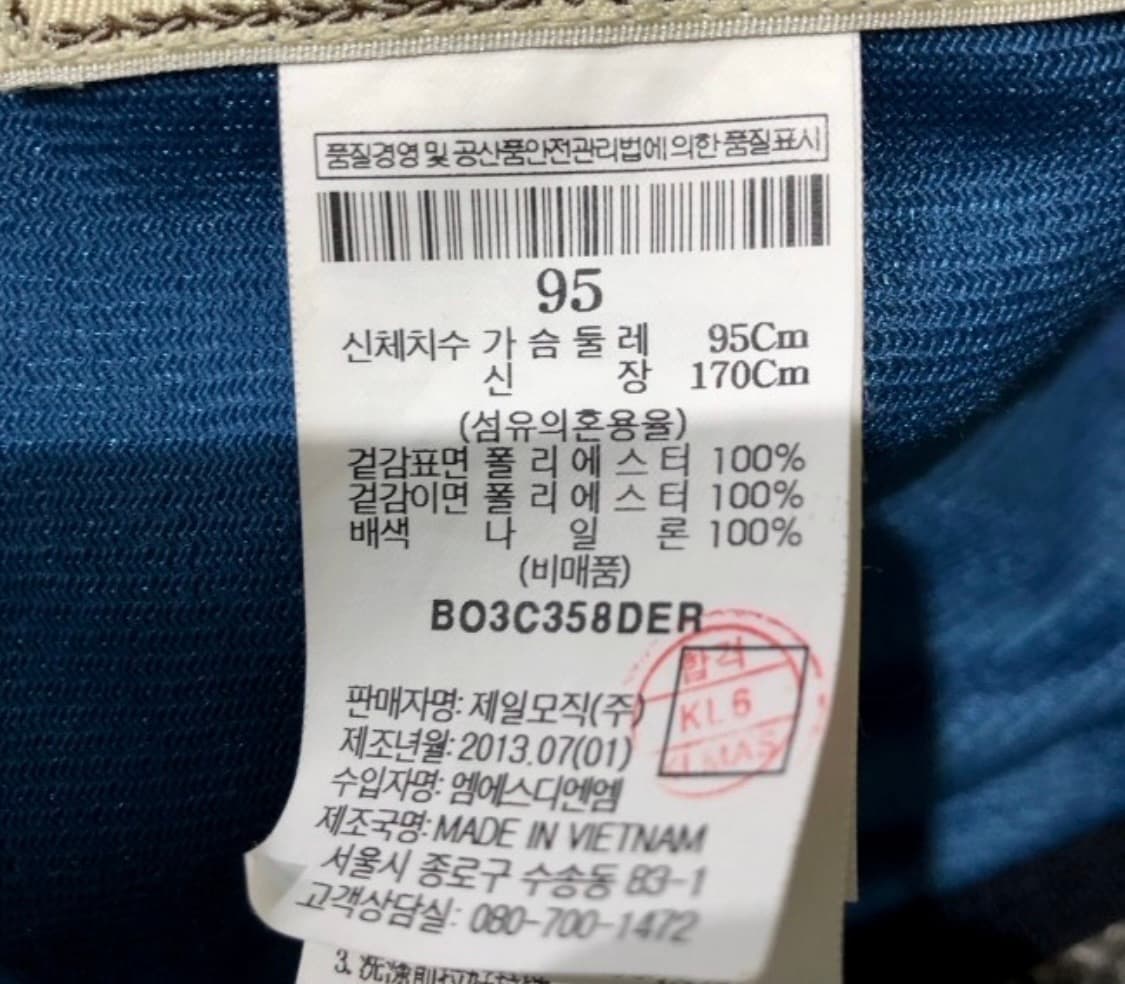 품질경영 및 공산품안전관리법에 의한 품질표시
95
신체치수 가 슴 둘 레 95Cm
신 장 170Cm
(섬유의혼용율)
겉감표면 폴 리 에 스 터 100%
겉감이면 폴 리 에 스 터 100%
배색 나 일 론 100%
(비매품)
BO3C358DER
합격
KL 6
판매자명: 제일모직(주)
제조년월: 2013.07(01)
수입자명: 엠에스디엔엠
제조국명: MADE IN VIETNAM
서울시 종로구 수송동 83-1
고객상담실: 080-700-1472
3.